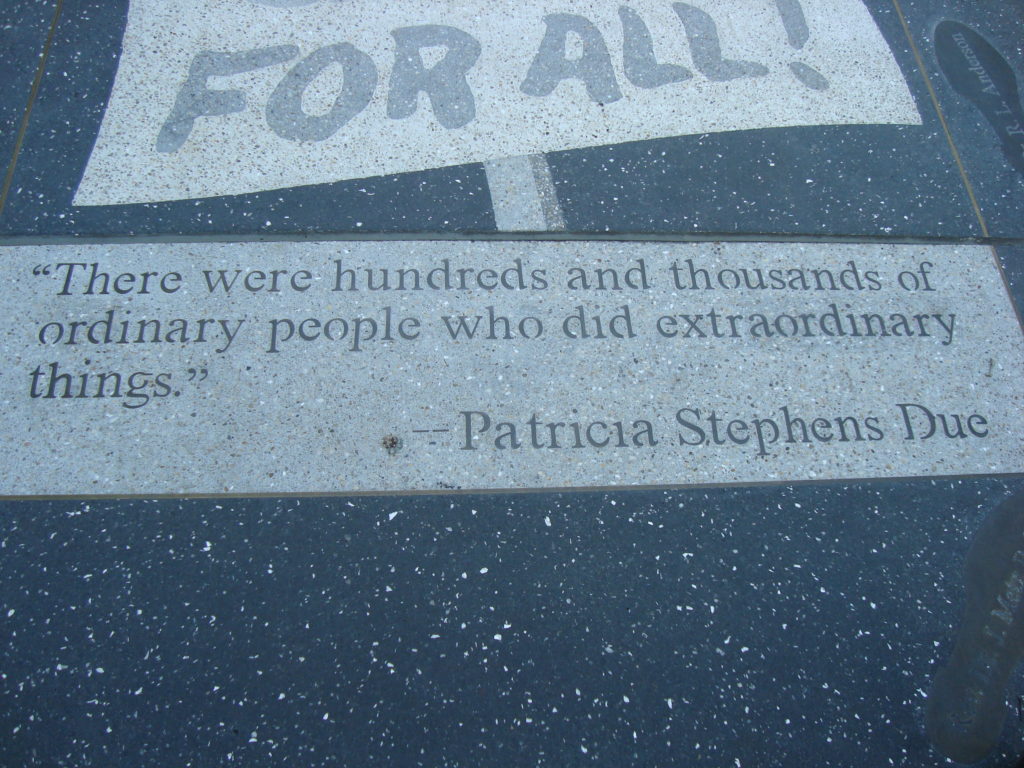 FOR ALL!
R. L. Anderson
“There were hundreds and thousands of
ordinary people who did extraordinary
things.”
--Patricia Stephens Due